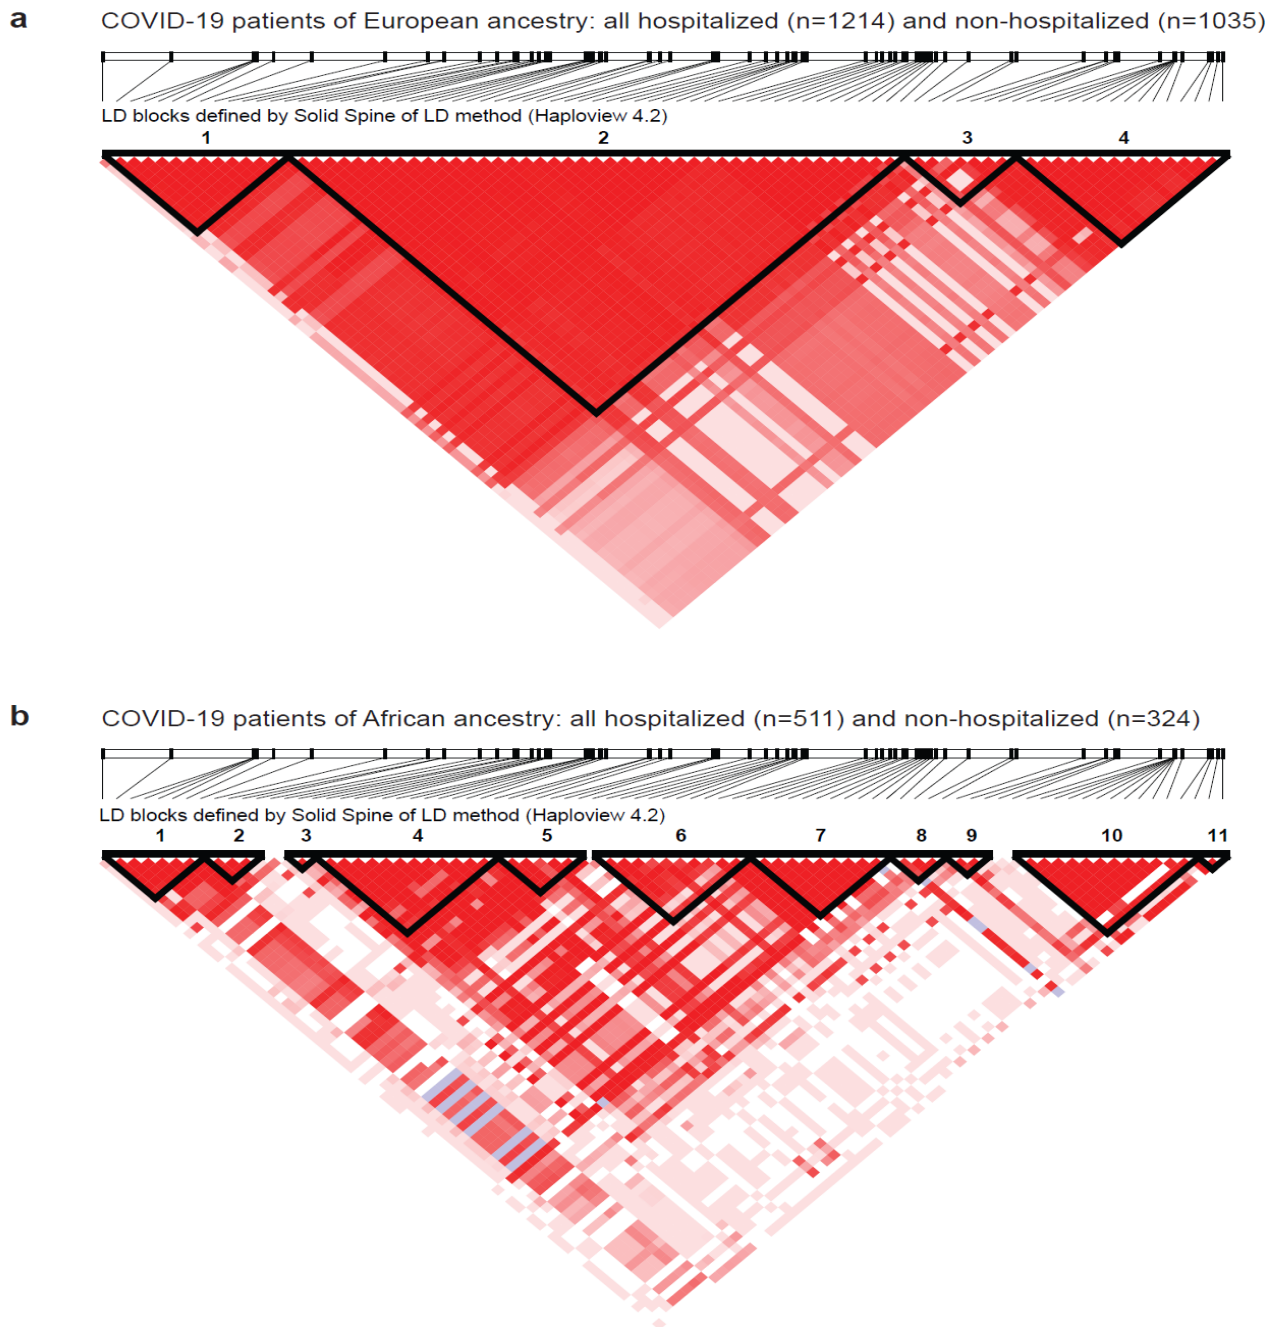 a
COVID-19 patients of European ancestry: all hospitalized (n=1214) and non-hospitalized (n=1035)
LD blocks defined by Solid Spine of LD method (Haploview 4.2)
1 2 3 4
b
COVID-19 patients of African ancestry: all hospitalized (n=511) and non-hospitalized (n=324)
LD blocks defined by Solid Spine of LD method (Haploview 4.2)
1 2 3 4 5 6 7 8 9 10 11